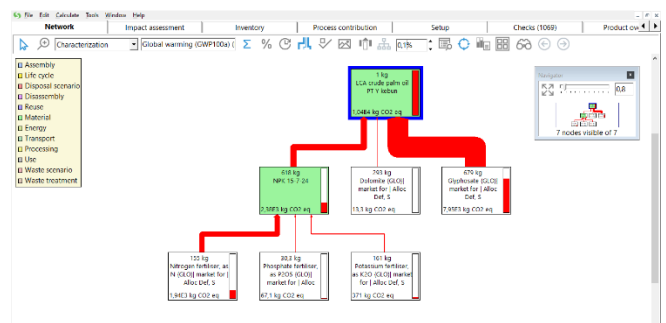 File Edit Calculate Tools Window Help
Network Impact assessment Inventory Process contribution Setup Checks (1069) Product ov
Characterization Global warming (GWP100a) ( Σ % 0,1%
Assembly
Life cycle
Disposal scenario
Disassembly
Reuse
Material
Energy
Transport
Processing
Use
Waste scenario
Waste treatment
Navigator
0,8
7 nodes visible of 7
1 kg
LCA crude palm oil
PT Y kebun
1,04E4 kg CO2 eq
618 kg
NPK 15-7-24
2,38E3 kg CO2 eq
293 kg
Dolomite {GLO}|
market for | Alloc
Def, S
13,3 kg CO2 eq
679 kg
Glyphosate {GLO}|
market for | Alloc
Def, S
7,95E3 kg CO2 eq
155 kg
Nitrogen fertiliser, as
N {GLO}| market for |
Alloc Def, S
1,94E3 kg CO2 eq
Phosphate fertiliser,
as P2O5 {GLO}|
market for | Alloc
67,1 kg CO2 eq
161 kg
Potassium fertiliser,
as K2O {GLO}| market
for | Alloc Def, S
371 kg CO2 eq